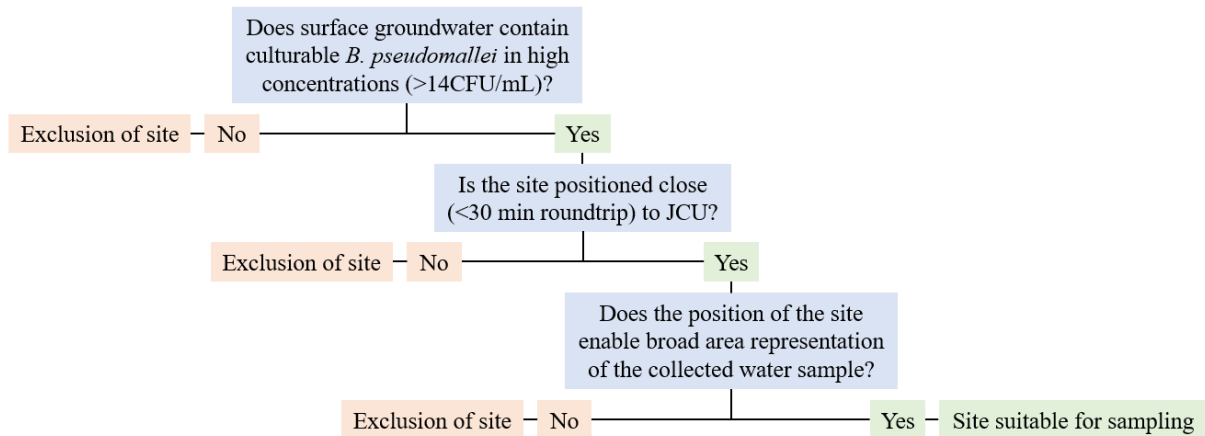 Does surface groundwater contain
culturable B. pseudomallei in high
concentrations (>14CFU/mL)?
Exclusion of site
No
Yes
Is the site positioned close
(<30 min roundtrip) to JCU?
Exclusion of site
No
Yes
Does the position of the site
enable broad area representation
of the collected water sample?
Exclusion of site
No
Yes
Site suitable for sampling